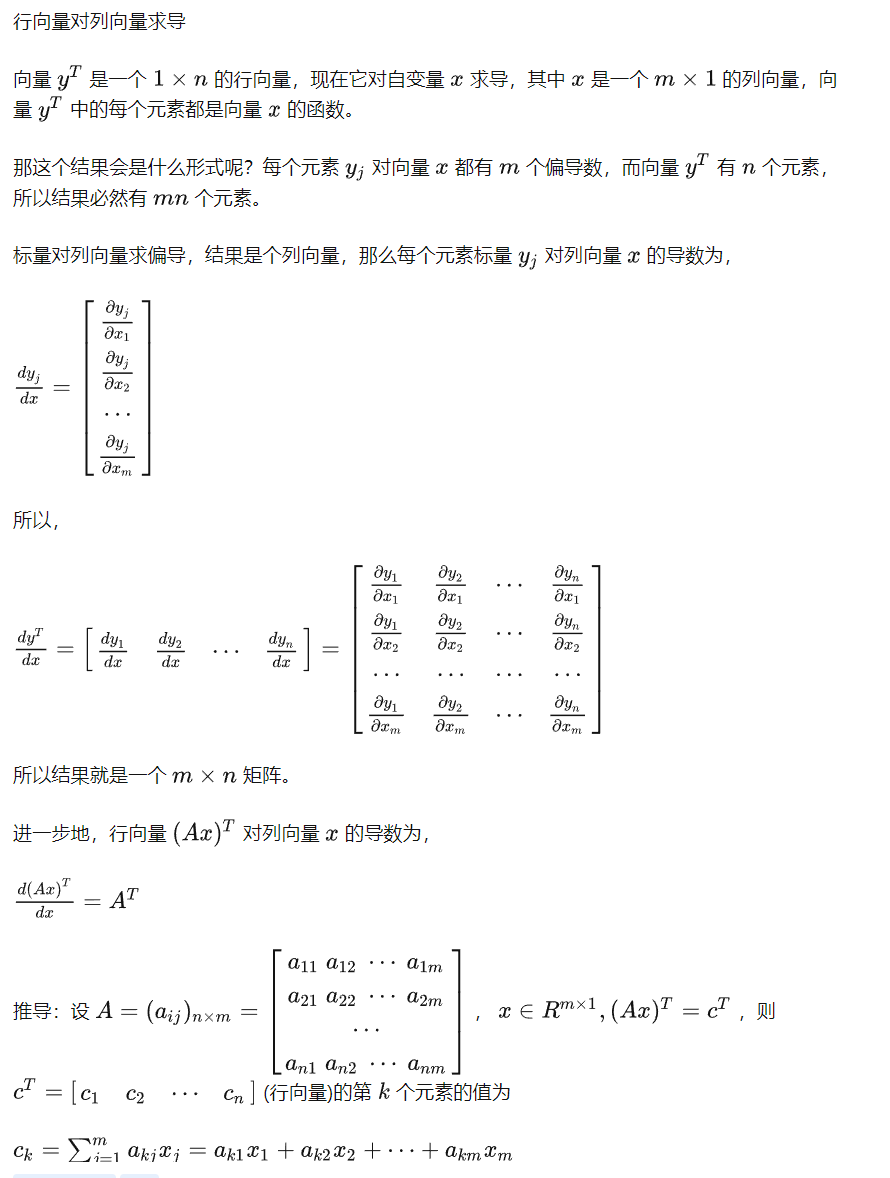 行向量对列向量求导
向量 $y^T$ 是一个 $1 \times n$ 的行向量，现在它对自变量 $x$ 求导，其中 $x$ 是一个 $m \times 1$ 的列向量，向
量 $y^T$ 中的每个元素都是向量 $x$ 的函数。
那这个结果会是什么形式呢？每个元素 $y_j$ 对向量 $x$ 都有 $m$ 个偏导数，而向量 $y^T$ 有 $n$ 个元素，
所以结果必然有 $mn$ 个元素。
标量对列向量求偏导，结果是个列向量，那么每个元素标量 $y_j$ 对列向量 $x$ 的导数为，
$\frac{dy_j}{dx} = \begin{bmatrix} \frac{\partial y_j}{\partial x_1} \\ \frac{\partial y_j}{\partial x_2} \\ \cdots \\ \frac{\partial y_j}{\partial x_m} \end{bmatrix}$
所以，
$\frac{dy^T}{dx} = \begin{bmatrix} \frac{dy_1}{dx} & \frac{dy_2}{dx} & \cdots & \frac{dy_n}{dx} \end{bmatrix} = \begin{bmatrix} \frac{\partial y_1}{\partial x_1} & \frac{\partial y_2}{\partial x_1} & \cdots & \frac{\partial y_n}{\partial x_1} \\ \frac{\partial y_1}{\partial x_2} & \frac{\partial y_2}{\partial x_2} & \cdots & \frac{\partial y_n}{\partial x_2} \\ \cdots & \cdots & \cdots & \cdots \\ \frac{\partial y_1}{\partial x_m} & \frac{\partial y_2}{\partial x_m} & \cdots & \frac{\partial y_n}{\partial x_m} \end{bmatrix}$
所以结果就是一个 $m \times n$ 矩阵。
进一步地，行向量 $(Ax)^T$ 对列向量 $x$ 的导数为，
$\frac{d(Ax)^T}{dx} = A^T$
推导：设 $A = (a_{ij})_{n \times m} = \begin{bmatrix} a_{11} \ a_{12} \ \cdots \ a_{1m} \\ a_{21} \ a_{22} \ \cdots \ a_{2m} \\ \cdots \\ a_{n1} \ a_{n2} \ \cdots \ a_{nm} \end{bmatrix}$ ，$x \in R^{m \times 1}, (Ax)^T = c^T$ ，则
$c^T = [c_1 \quad c_2 \quad \cdots \quad c_n]$ (行向量)的第 $k$ 个元素的值为
$c_k = \sum_{j=1}^{m} a_{kj}x_j = a_{k1}x_1 + a_{k2}x_2 + \cdots + a_{km}x_m$